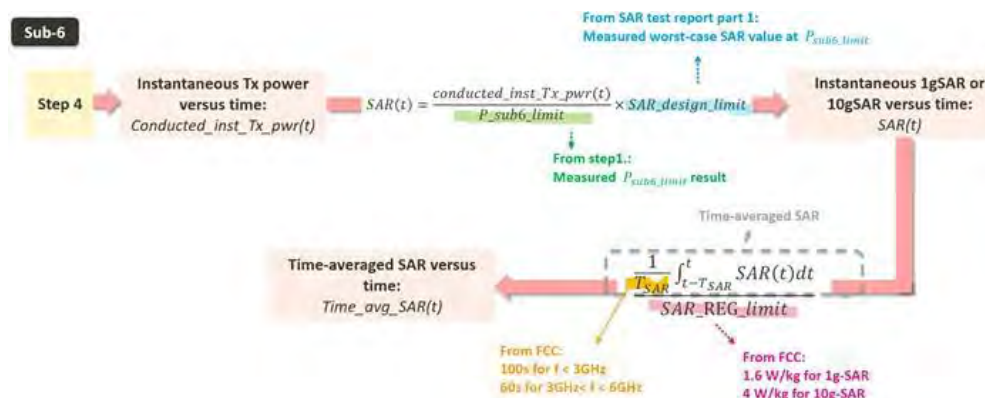 Sub-6
From SAR test report part 1:
Measured worst-case SAR value at P_sub6_limit
Step 4
Instantaneous Tx power
versus time:
Conducted_inst_Tx_pwr(t)
SAR(t) = conducted_inst_Tx_pwr(t) / P_sub6_limit × SAR_design_limit
Instantaneous 1gSAR or
10gSAR versus time:
SAR(t)
From step1.:
Measured P_sub6_limit result
Time-averaged SAR
Time-averaged SAR versus
time:
Time_avg_SAR(t)
1/T_SAR ∫_{t−T_SAR}^{t} SAR(t)dt
SAR_REG_limit
From FCC:
100s for f < 3GHz
60s for 3GHz< f < 6GHz
From FCC:
1.6 W/kg for 1g-SAR
4 W/kg for 10g-SAR